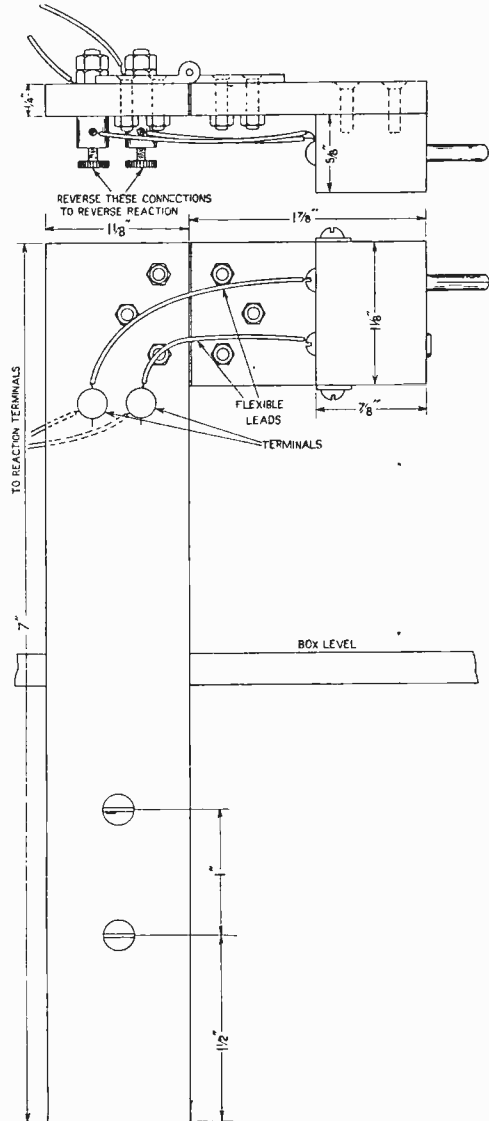 1/4"
5/8"
REVERSE THESE CONNECTIONS
TO REVERSE REACTION
1 1/8"
1 7/8"
1 1/8"
7/8"
FLEXIBLE
LEADS
TERMINALS
TO REACTION TERMINALS
7"
BOX LEVEL
1"
1 1/2"